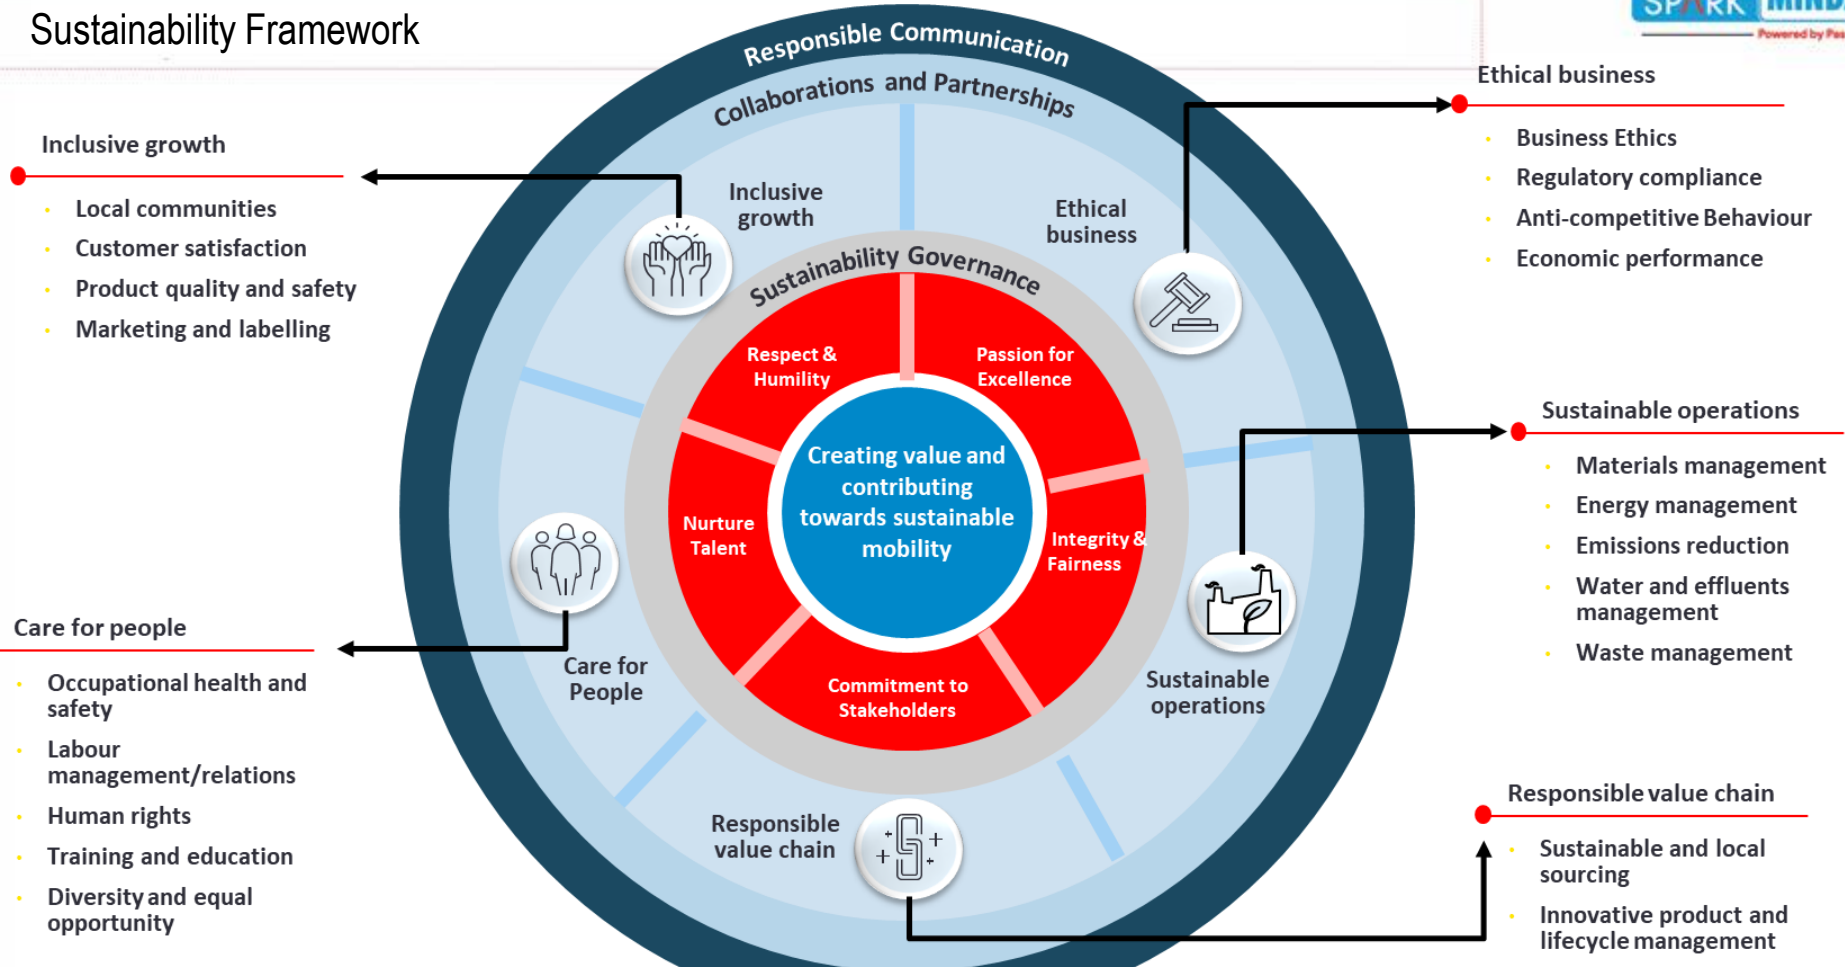 Sustainability Framework
SPARK
Powered by
Responsible Communication
Collaborations and Partnerships
Inclusive growth
Local communities
Customer satisfaction
Product quality and safety
Marketing and labelling
Ethical business
Business Ethics
Regulatory compliance
Anti-competitive Behaviour
Economic performance
Inclusive
growth
Ethical
business
Sustainability Governance
Respect &
Humility
Passion for
Excellence
Creating value and
contributing
towards sustainable
mobility
Nurture
Talent
Integrity &
Fairness
Commitment to
Stakeholders
Sustainable operations
Materials management
Energy management
Emissions reduction
Water and effluents
management
Waste management
Care for people
Occupational health and
safety
Labour
management/relations
Human rights
Training and education
Diversity and equal
opportunity
Care for
People
Sustainable
operations
Responsible
value chain
Responsible value chain
Sustainable and local
sourcing
Innovative product and
lifecycle management